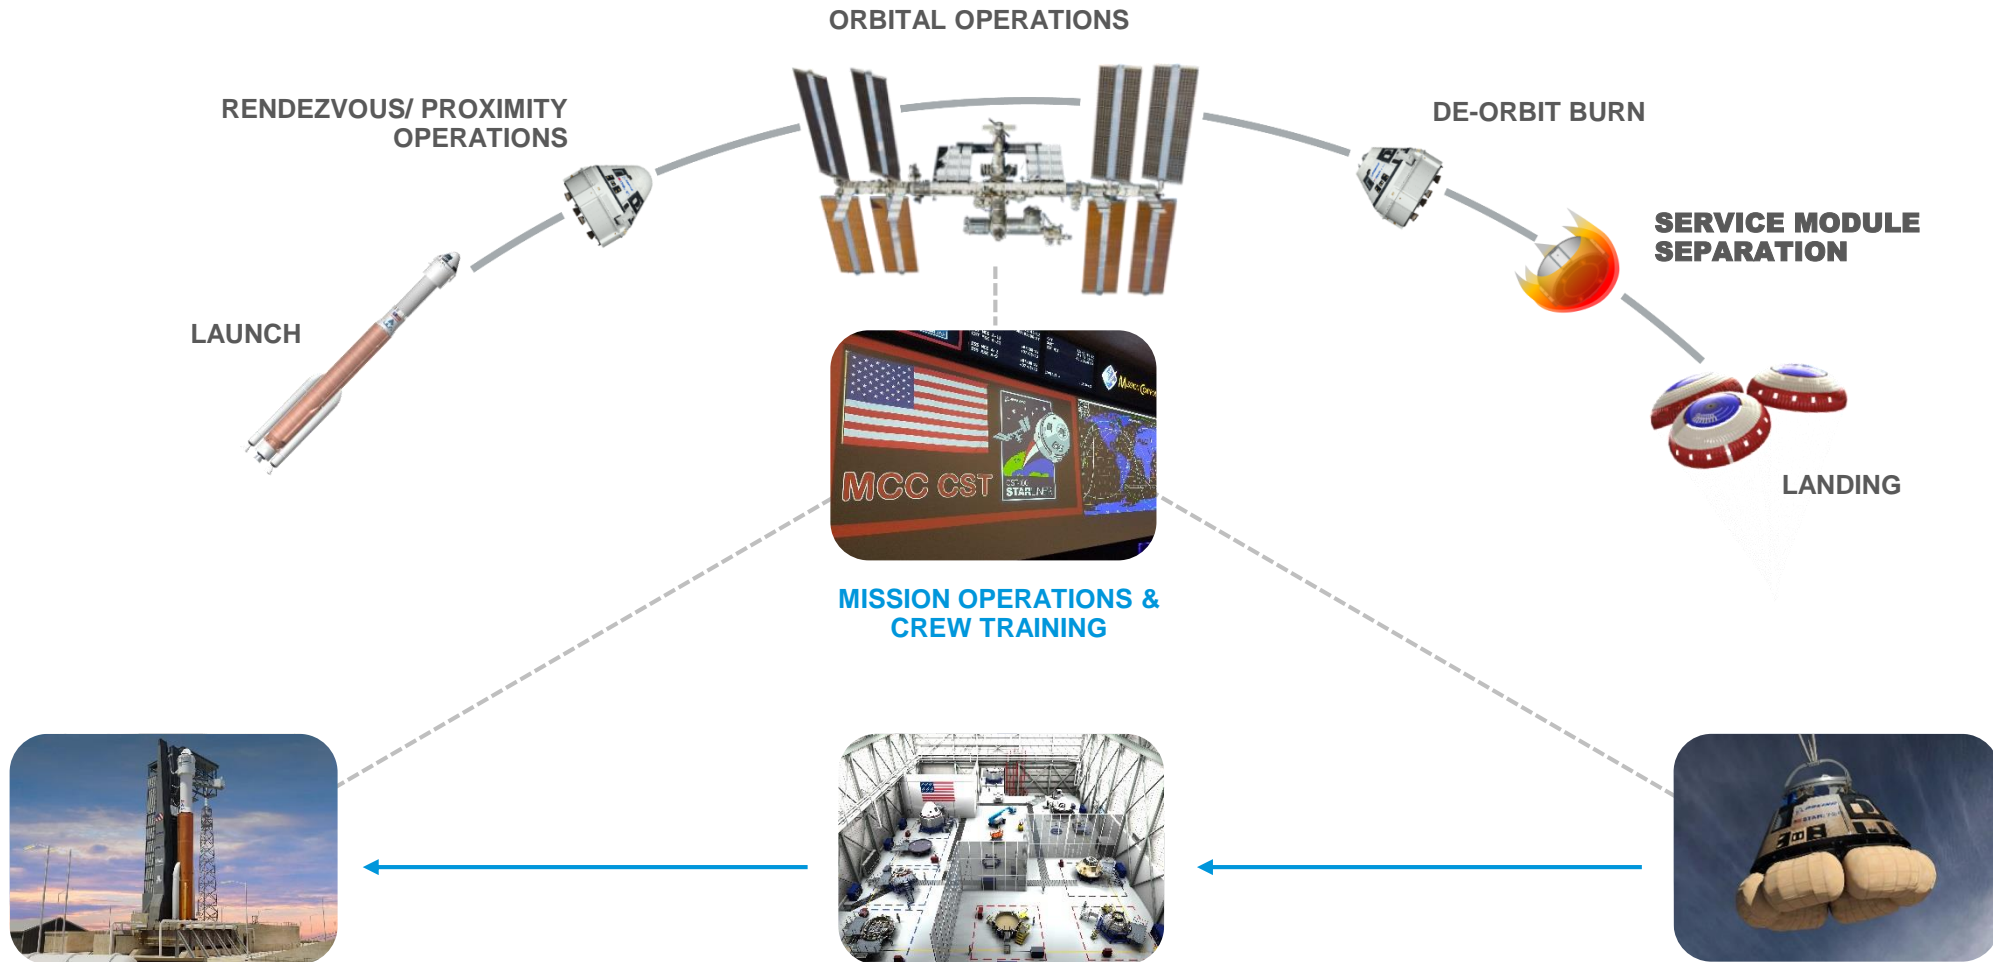 ORBITAL OPERATIONS
RENDEZVOUS/ PROXIMITY
OPERATIONS
DE-ORBIT BURN
SERVICE MODULE
SEPARATION
LAUNCH
LANDING
MCC CST
STARLINER
MISSION OPERATIONS &
CREW TRAINING